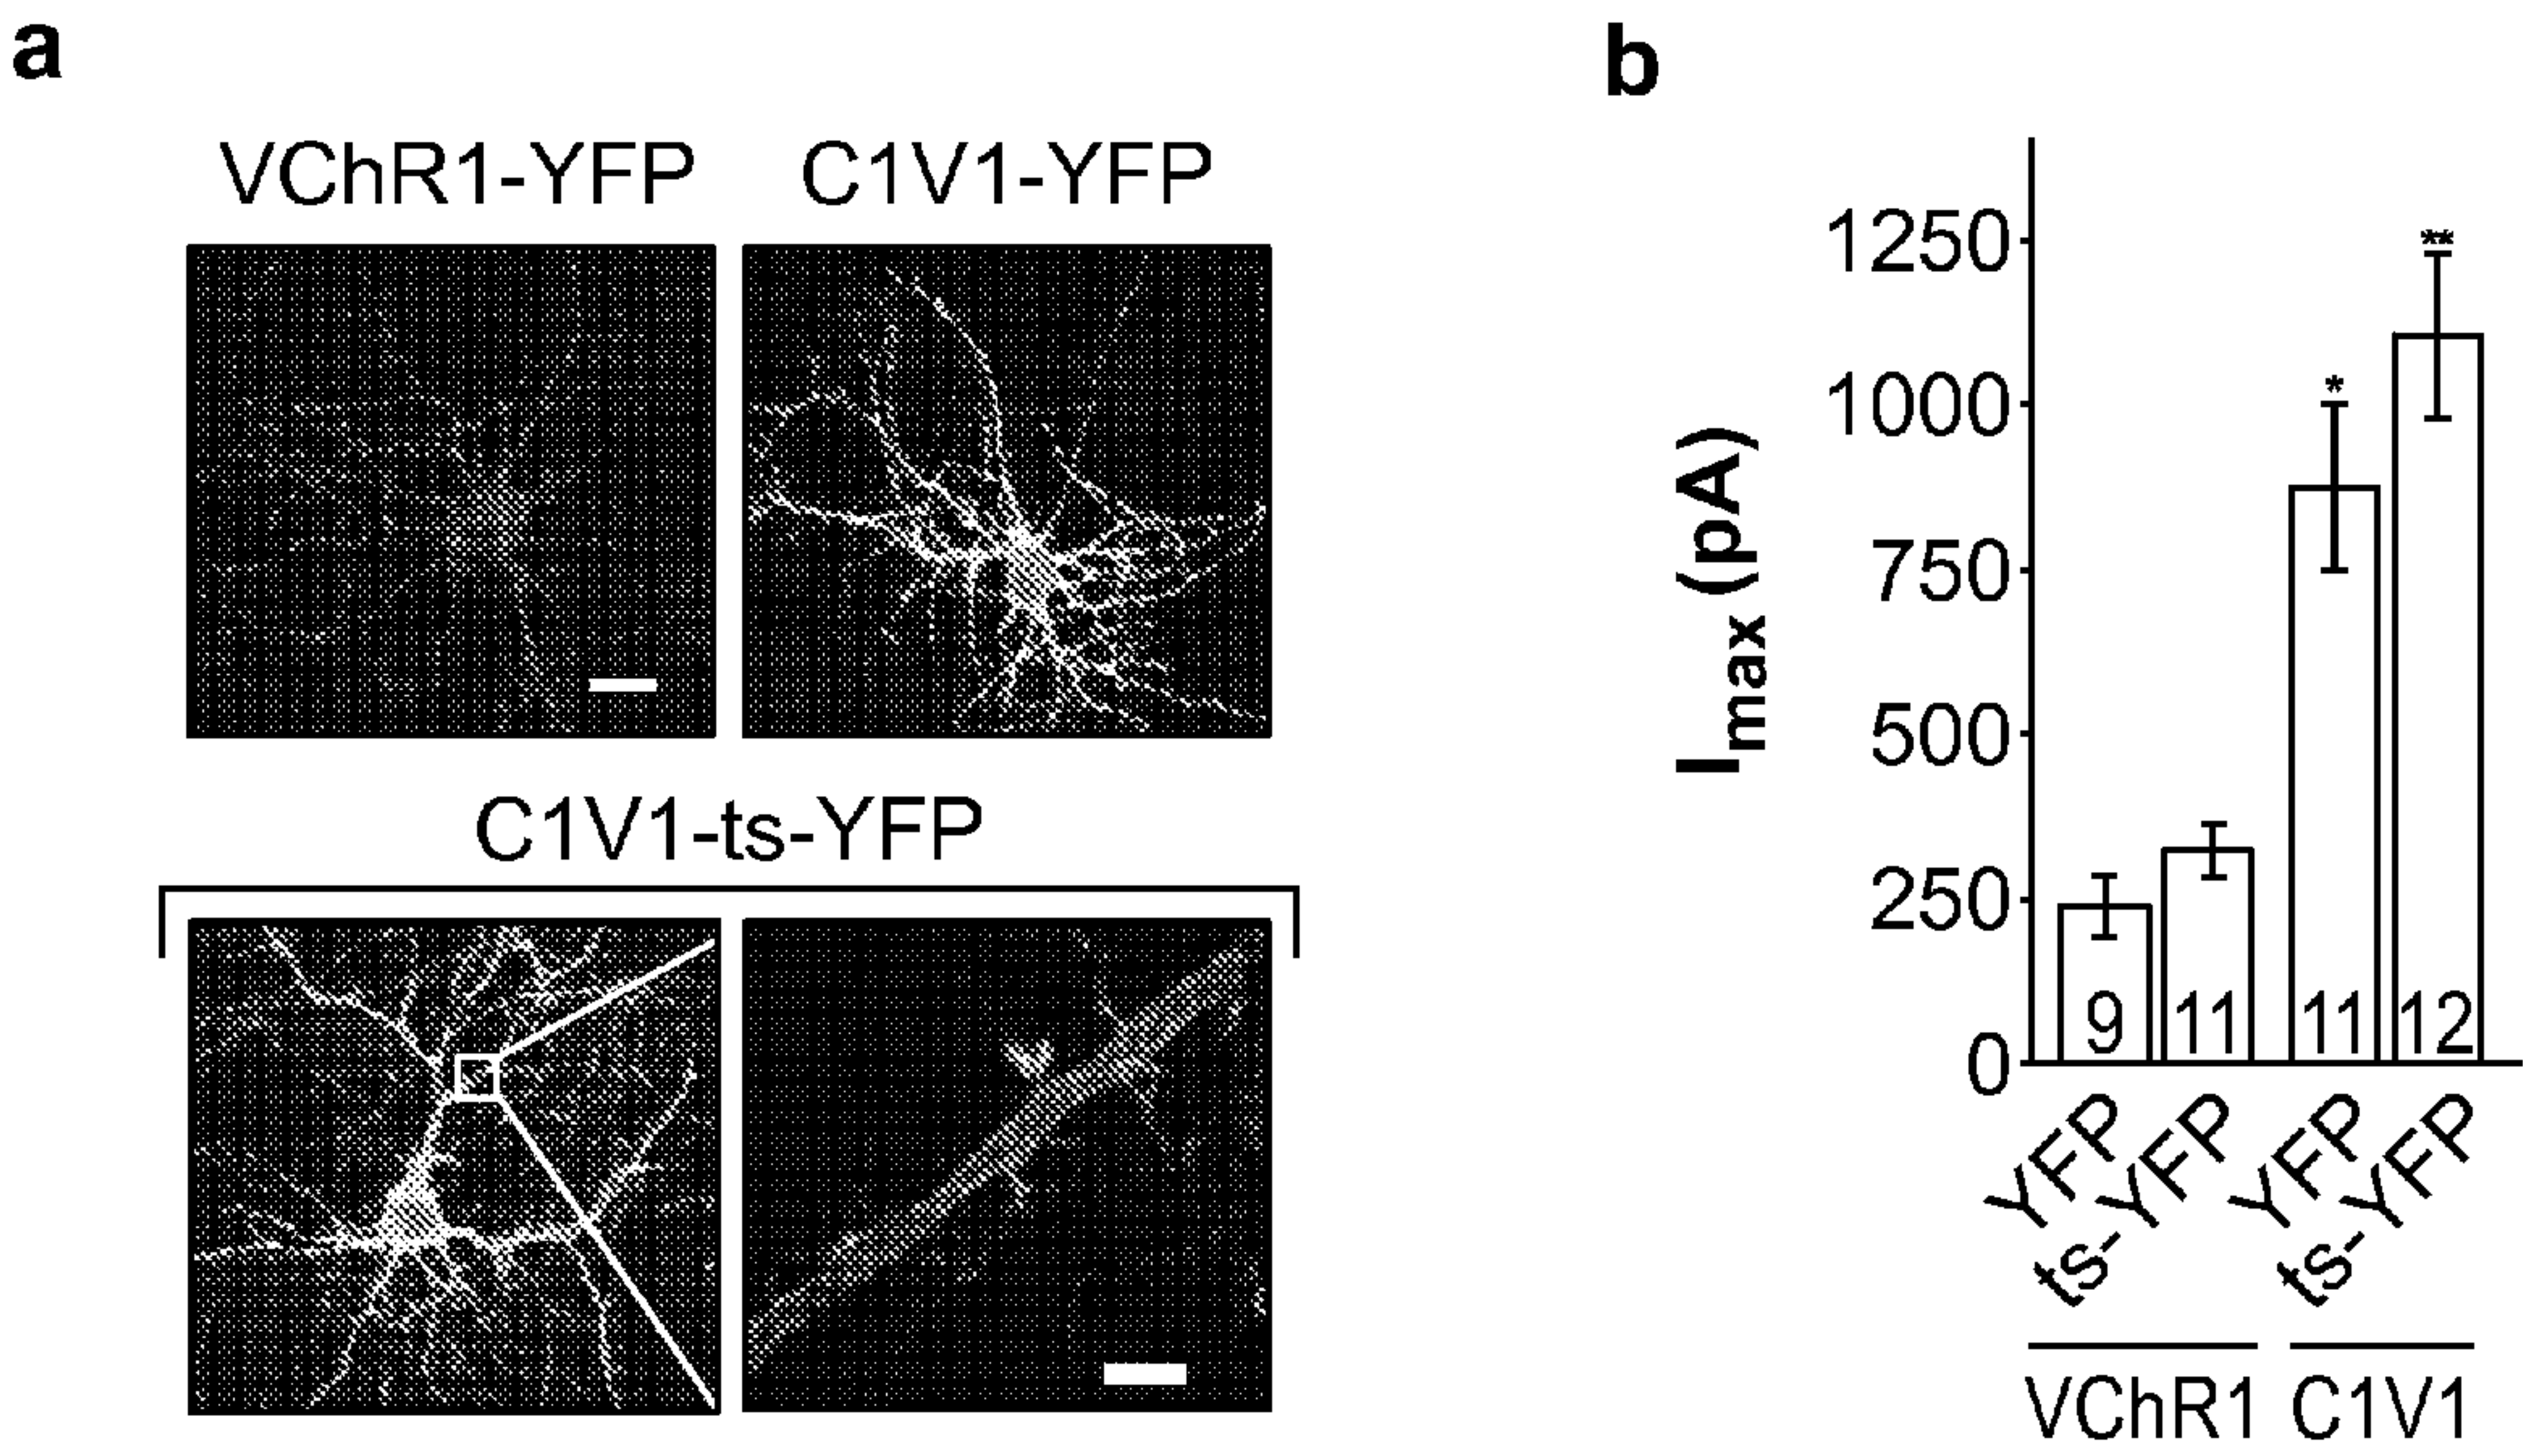 a
VChR1-YFP
C1V1-YFP
C1V1-ts-YFP
b
I_max (pA)
1250
1000
750
500
250
0
*
**
9
11
11
12
YFP
ts-YFP
YFP
ts-YFP
VChR1
C1V1